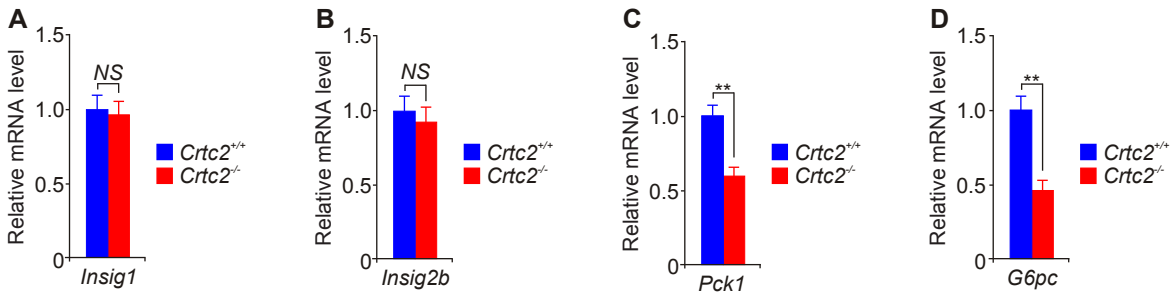 A
Relative mRNA level
1.5
1.0
0.5
0
NS
Insig1
Crtc2+/+
Crtc2-/-
B
Relative mRNA level
1.5
1.0
0.5
0
NS
Insig2b
Crtc2+/+
Crtc2-/-
C
Relative mRNA level
1.5
1.0
0.5
0
**
Pck1
Crtc2+/+
Crtc2-/-
D
Relative mRNA level
1.5
1.0
0.5
0
**
G6pc
Crtc2+/+
Crtc2-/-